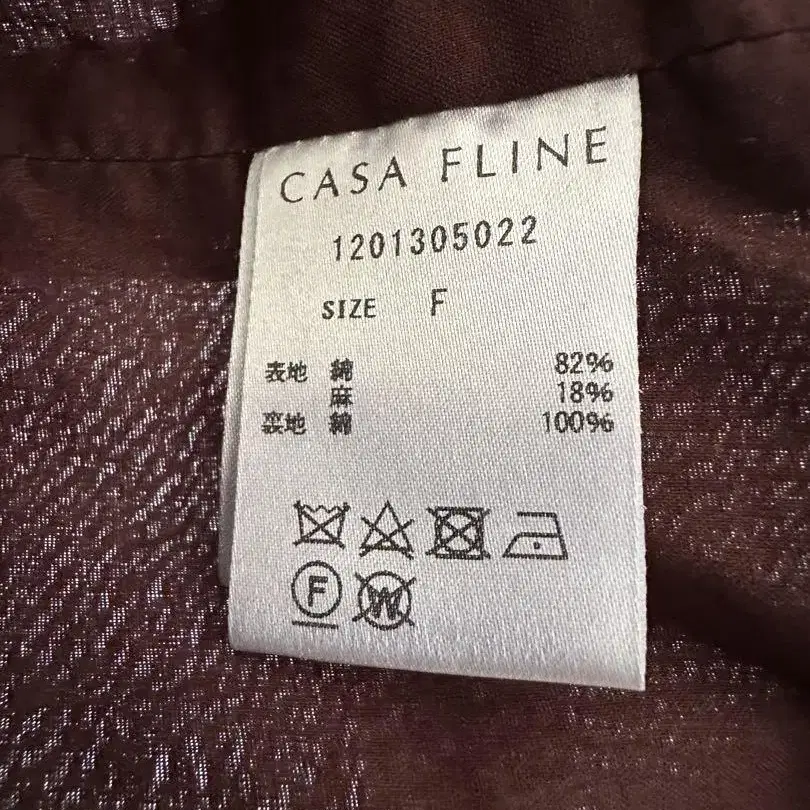 CASA FLINE
1201305022
SIZE F
表地 綿 82%
麻 18%
裏地 綿 100%
F
W